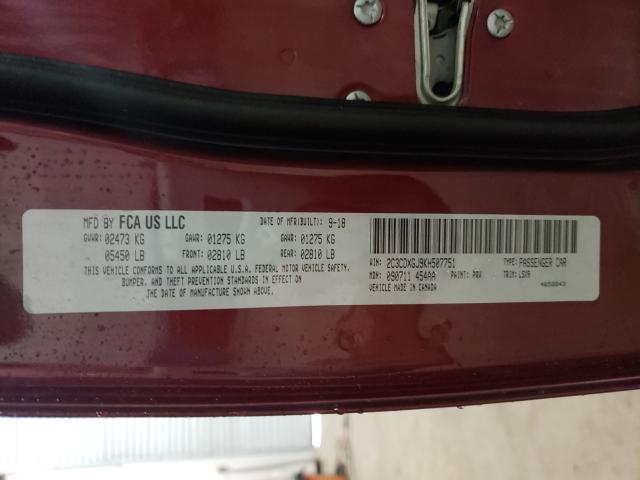 MFD BY FCA US LLC DATE OF MFR(BUILT): 9-18
GVWR: 02473 KG GAWR: 01275 KG GAWR: 01275 KG
05450 LB FRONT: 02810 LB REAR: 02810 LB
THIS VEHICLE CONFORMS TO ALL APPLICABLE U.S.A. FEDERAL MOTOR VEHICLE SAFETY,
BUMPER, AND THEFT PREVENTION STANDARDS IN EFFECT ON
THE DATE OF MANUFACTURE SHOWN ABOVE.
VIN: 2C3CDXGJ9KH507751 TYPE: PASSENGER CAR
MDH: 090711 454AA PAINT: PRV TRIM: LSX9
VEHICLE MADE IN CANADA